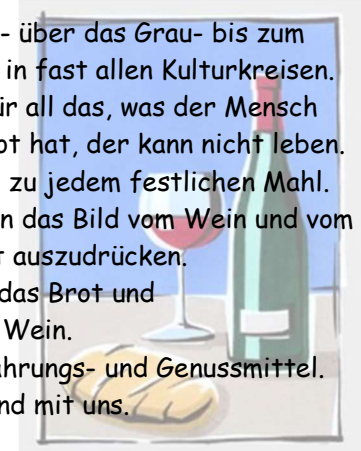 - über das Grau- bis zum
in fast allen Kulturkreisen.
ür all das, was der Mensch
ot hat, der kann nicht leben.
zu jedem festlichen Mahl.
n das Bild vom Wein und vom
t auszudrücken.
das Brot und
Wein.
ahrungs- und Genussmittel.
nd mit uns.